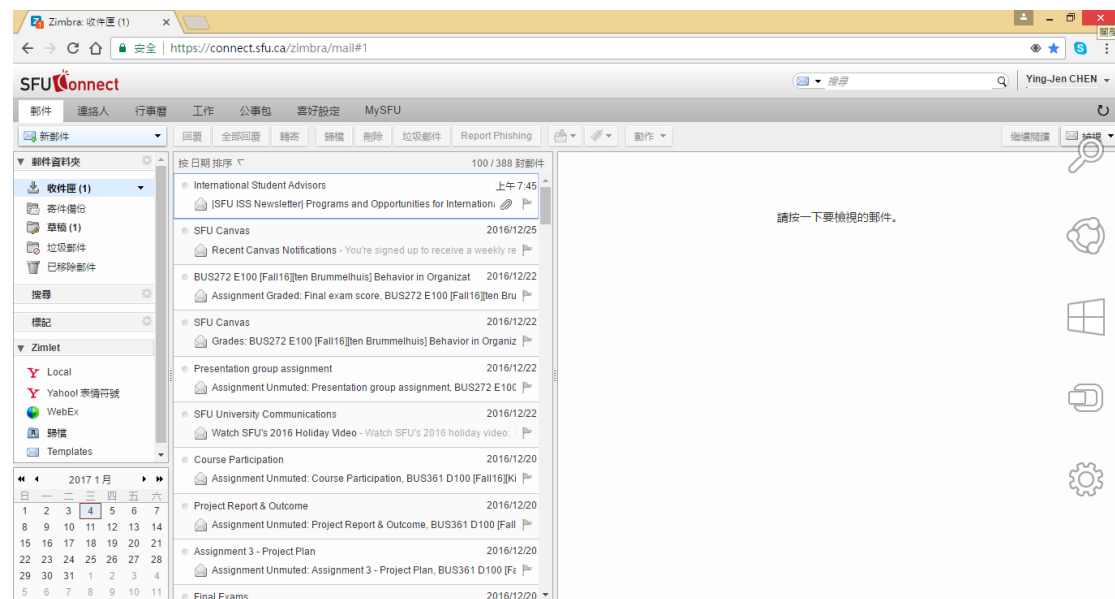 Zimbra: 收件匣 (1)
安全 | https://connect.sfu.ca/zimbra/mail#1
SFU Connect
搜尋
Ying-Jen CHEN
郵件 連絡人 行事曆 工作 公事包 喜好設定 MySFU
新郵件 回覆 全部回覆 轉寄 歸檔 刪除 垃圾郵件 Report Phishing 動作 繼續閱讀 檢視
郵件資料夾
收件匣 (1)
寄件備份
草稿 (1)
垃圾郵件
已移除郵件
搜尋
標記
Zimlet
Local
Yahoo! 表情符號
WebEx
歸檔
Templates
2017 1月
日 一 二 三 四 五 六
1 2 3 4 5 6 7
8 9 10 11 12 13 14
15 16 17 18 19 20 21
22 23 24 25 26 27 28
29 30 31 1 2 3 4
5 6 7 8 9 10 11
按日期排序 100 / 388 封郵件
International Student Advisors 上午 7:45
|SFU ISS Newsletter| Programs and Opportunities for Internation
SFU Canvas 2016/12/25
Recent Canvas Notifications - You're signed up to receive a weekly re
BUS272 E100 [Fall16][ten Brummelhuis] Behavior in Organizat 2016/12/22
Assignment Graded: Final exam score, BUS272 E100 [Fall16][ten Bru
SFU Canvas 2016/12/22
Grades: BUS272 E100 [Fall16][ten Brummelhuis] Behavior in Organiz
Presentation group assignment 2016/12/22
Assignment Unmuted: Presentation group assignment, BUS272 E100
SFU University Communications 2016/12/22
Watch SFU's 2016 Holiday Video - Watch SFU's 2016 holiday video:
Course Participation 2016/12/20
Assignment Unmuted: Course Participation, BUS361 D100 [Fall16][Ki
Project Report & Outcome 2016/12/20
Assignment Unmuted: Project Report & Outcome, BUS361 D100 [Fall
Assignment 3 - Project Plan 2016/12/20
Assignment Unmuted: Assignment 3 - Project Plan, BUS361 D100 [Fa
Final Exams 2016/12/20
請按一下要檢視的郵件。